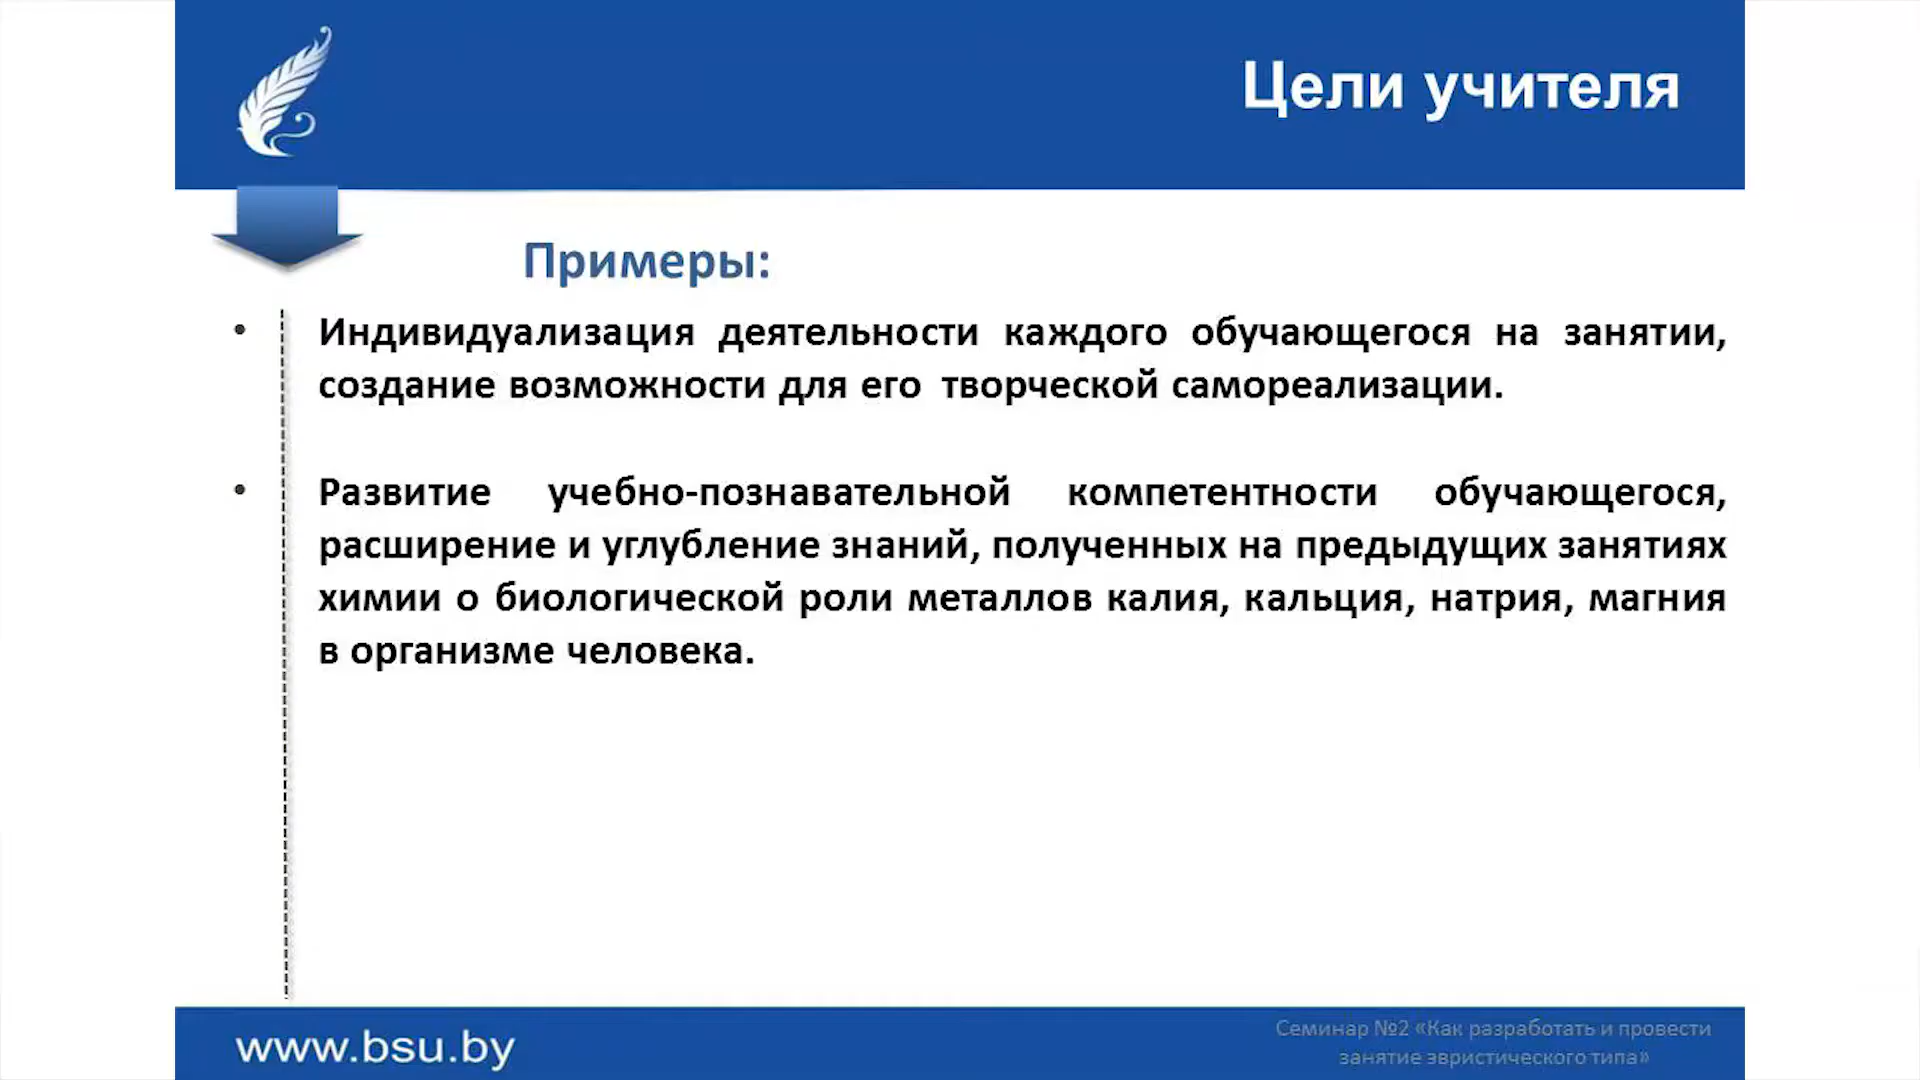 Цели учителя
Примеры:
• Индивидуализация деятельности каждого обучающегося на занятии,
создание возможности для его творческой самореализации.
• Развитие учебно-познавательной компетентности обучающегося,
расширение и углубление знаний, полученных на предыдущих занятиях
химии о биологической роли металлов калия, кальция, натрия, магния
в организме человека.
www.bsu.by
Семинар №2 «Как разработать и провести
занятие эвристического типа»